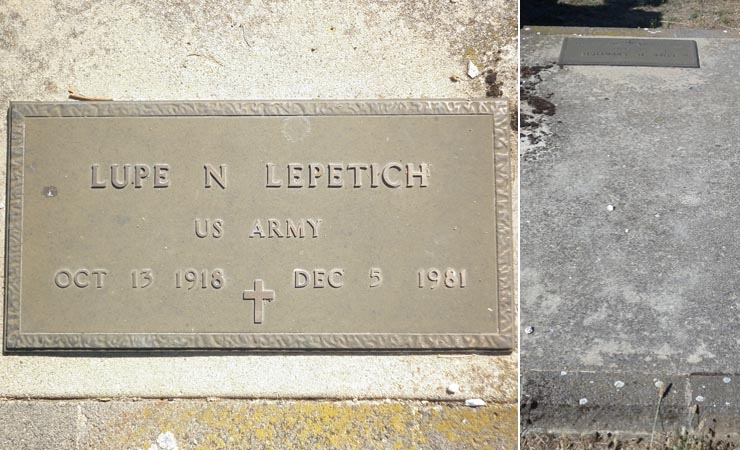 LUPE N LEPETICH
US ARMY
OCT 13 1918 DEC 5 1981